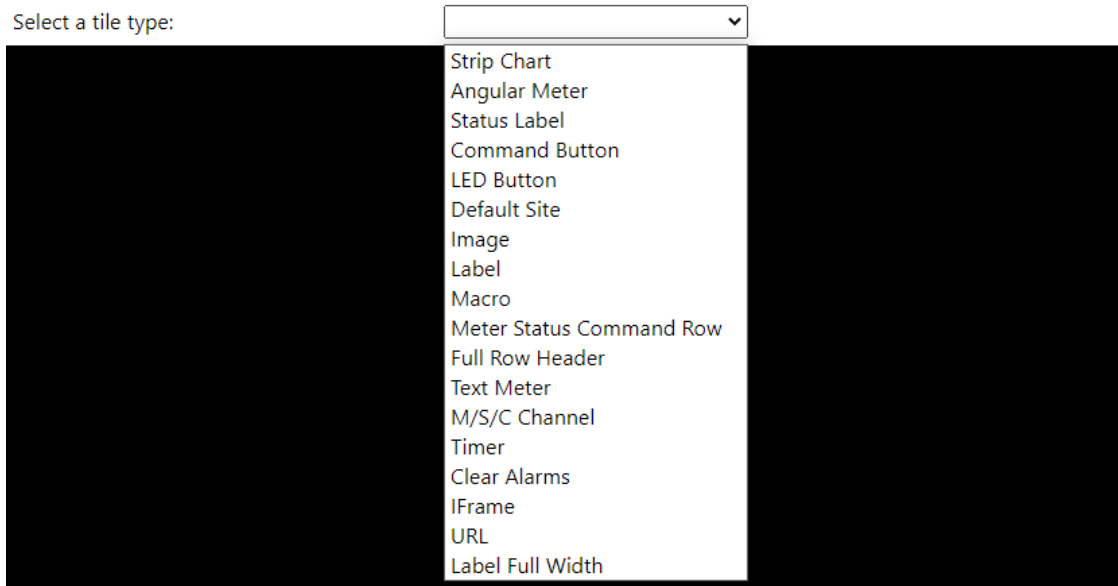 Select a tile type:
Strip Chart
Angular Meter
Status Label
Command Button
LED Button
Default Site
Image
Label
Macro
Meter Status Command Row
Full Row Header
Text Meter
M/S/C Channel
Timer
Clear Alarms
IFrame
URL
Label Full Width